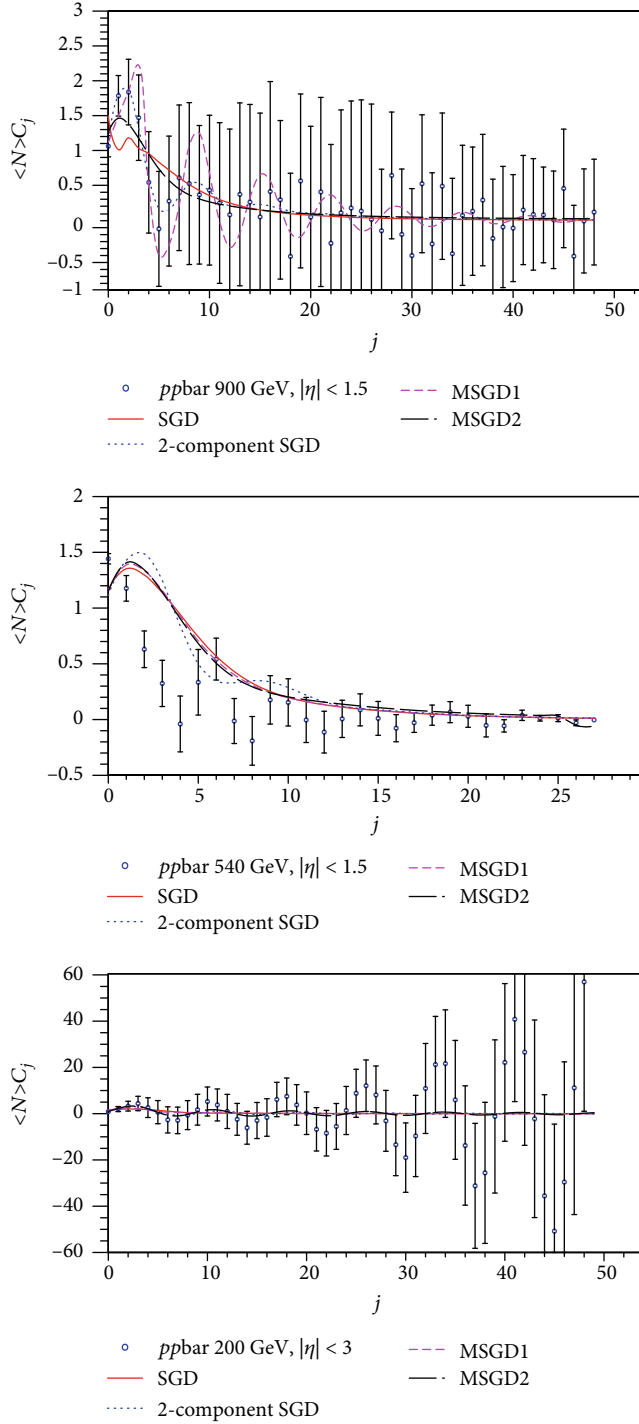 3
2.5
2
1.5
1
0.5
0
−0.5
−1
<N>C_j
0 10 20 30 40 50
j
ppbar 900 GeV, |η| < 1.5
SGD
2-component SGD
MSGD1
MSGD2
2
1.5
1
0.5
0
−0.5
<N>C_j
0 5 10 15 20 25
j
ppbar 540 GeV, |η| < 1.5
SGD
2-component SGD
MSGD1
MSGD2
60
40
20
0
−20
−40
−60
<N>C_j
0 10 20 30 40 50
j
ppbar 200 GeV, |η| < 3
SGD
2-component SGD
MSGD1
MSGD2